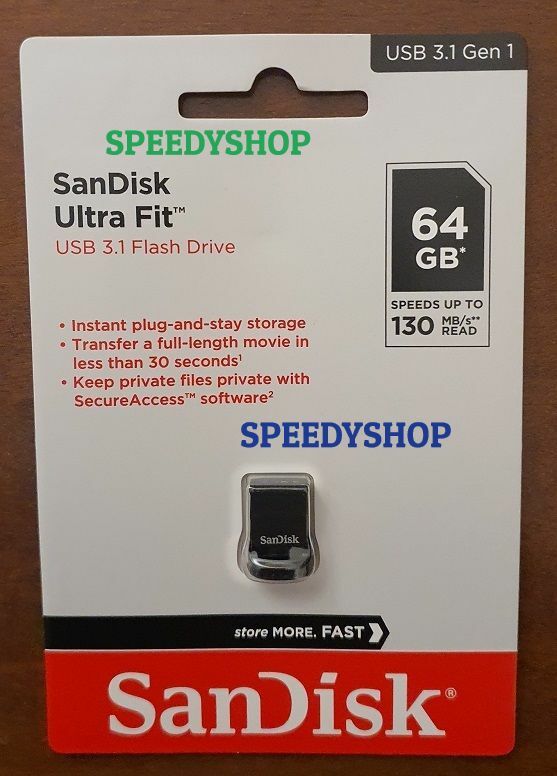 USB 3.1 Gen 1
SPEEDYSHOP
SanDisk
Ultra Fit™
USB 3.1 Flash Drive
64
GB*
SPEEDS UP TO
130 MB/s**
READ
• Instant plug-and-stay storage
• Transfer a full-length movie in
less than 30 seconds¹
• Keep private files private with
SecureAccess™ software²
SPEEDYSHOP
SanDisk
store MORE. FAST
SanDisk®